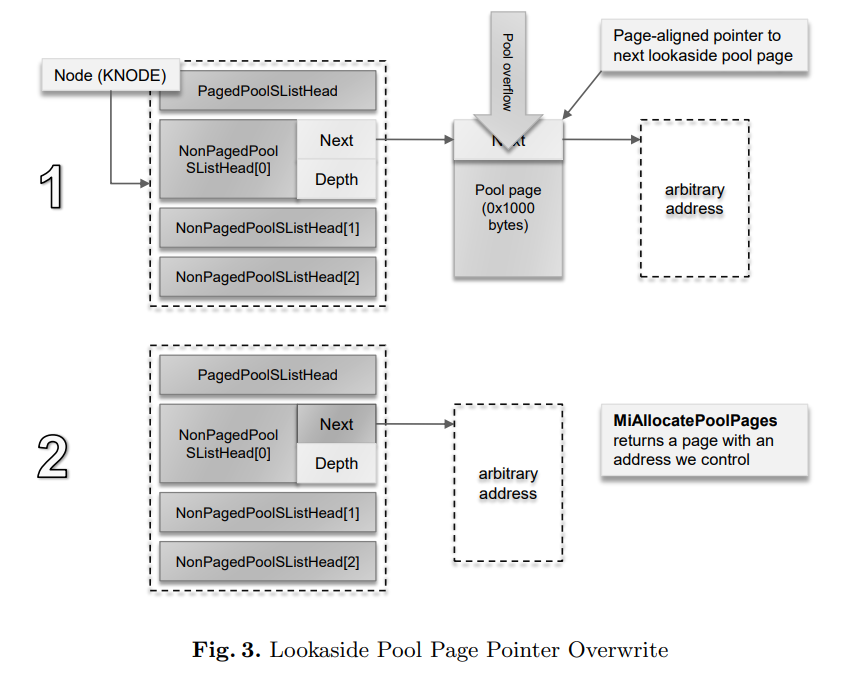 Node (KNODE)
PagedPoolSListHead
NonPagedPool
SListHead[0]
Next
Depth
NonPagedPoolSListHead[1]
NonPagedPoolSListHead[2]
1
Pool overflow
Next
Pool page
(0x1000
bytes)
Page-aligned pointer to
next lookaside pool page
arbitrary
address
2
PagedPoolSListHead
NonPagedPool
SListHead[0]
Next
Depth
NonPagedPoolSListHead[1]
NonPagedPoolSListHead[2]
arbitrary
address
MiAllocatePoolPages
returns a page with an
address we control
Fig. 3. Lookaside Pool Page Pointer Overwrite